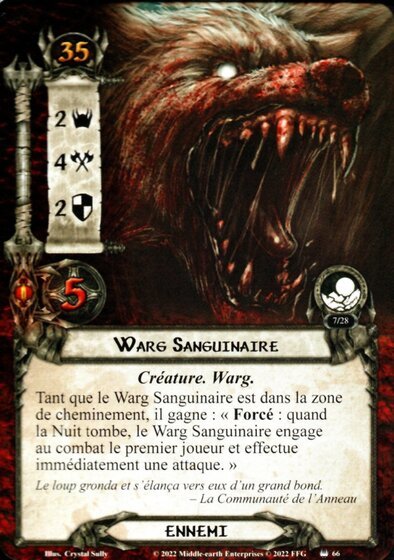 35
2
4
2
5
7/28
Warg Sanguinaire
Créature. Warg.
Tant que le Warg Sanguinaire est dans la zone
de cheminement, il gagne : « Forcé : quand
la Nuit tombe, le Warg Sanguinaire engage
au combat le premier joueur et effectue
immédiatement une attaque. »
Le loup gronda et s'élança vers eux d'un grand bond.
– La Communauté de l'Anneau
ENNEMI
Illus. Crystal Sully © 2022 Middle-earth Enterprises © 2022 FFG 66